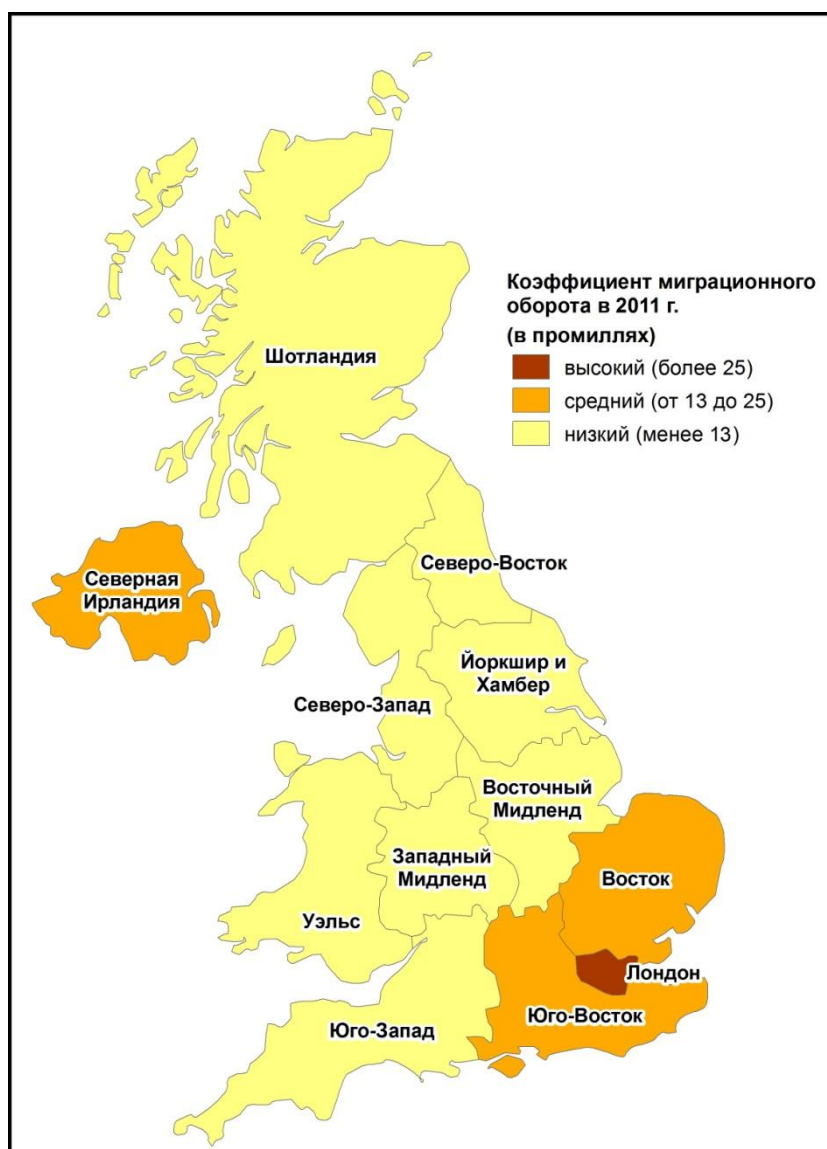 Коэффициент миграционного
оборота в 2011 г.
(в промиллях)
высокий (более 25)
средний (от 13 до 25)
низкий (менее 13)
Шотландия
Северо-Восток
Северная
Ирландия
Йоркшир и
Хамбер
Северо-Запад
Восточный
Мидленд
Западный
Мидленд
Восток
Уэльс
Лондон
Юго-Восток
Юго-Запад